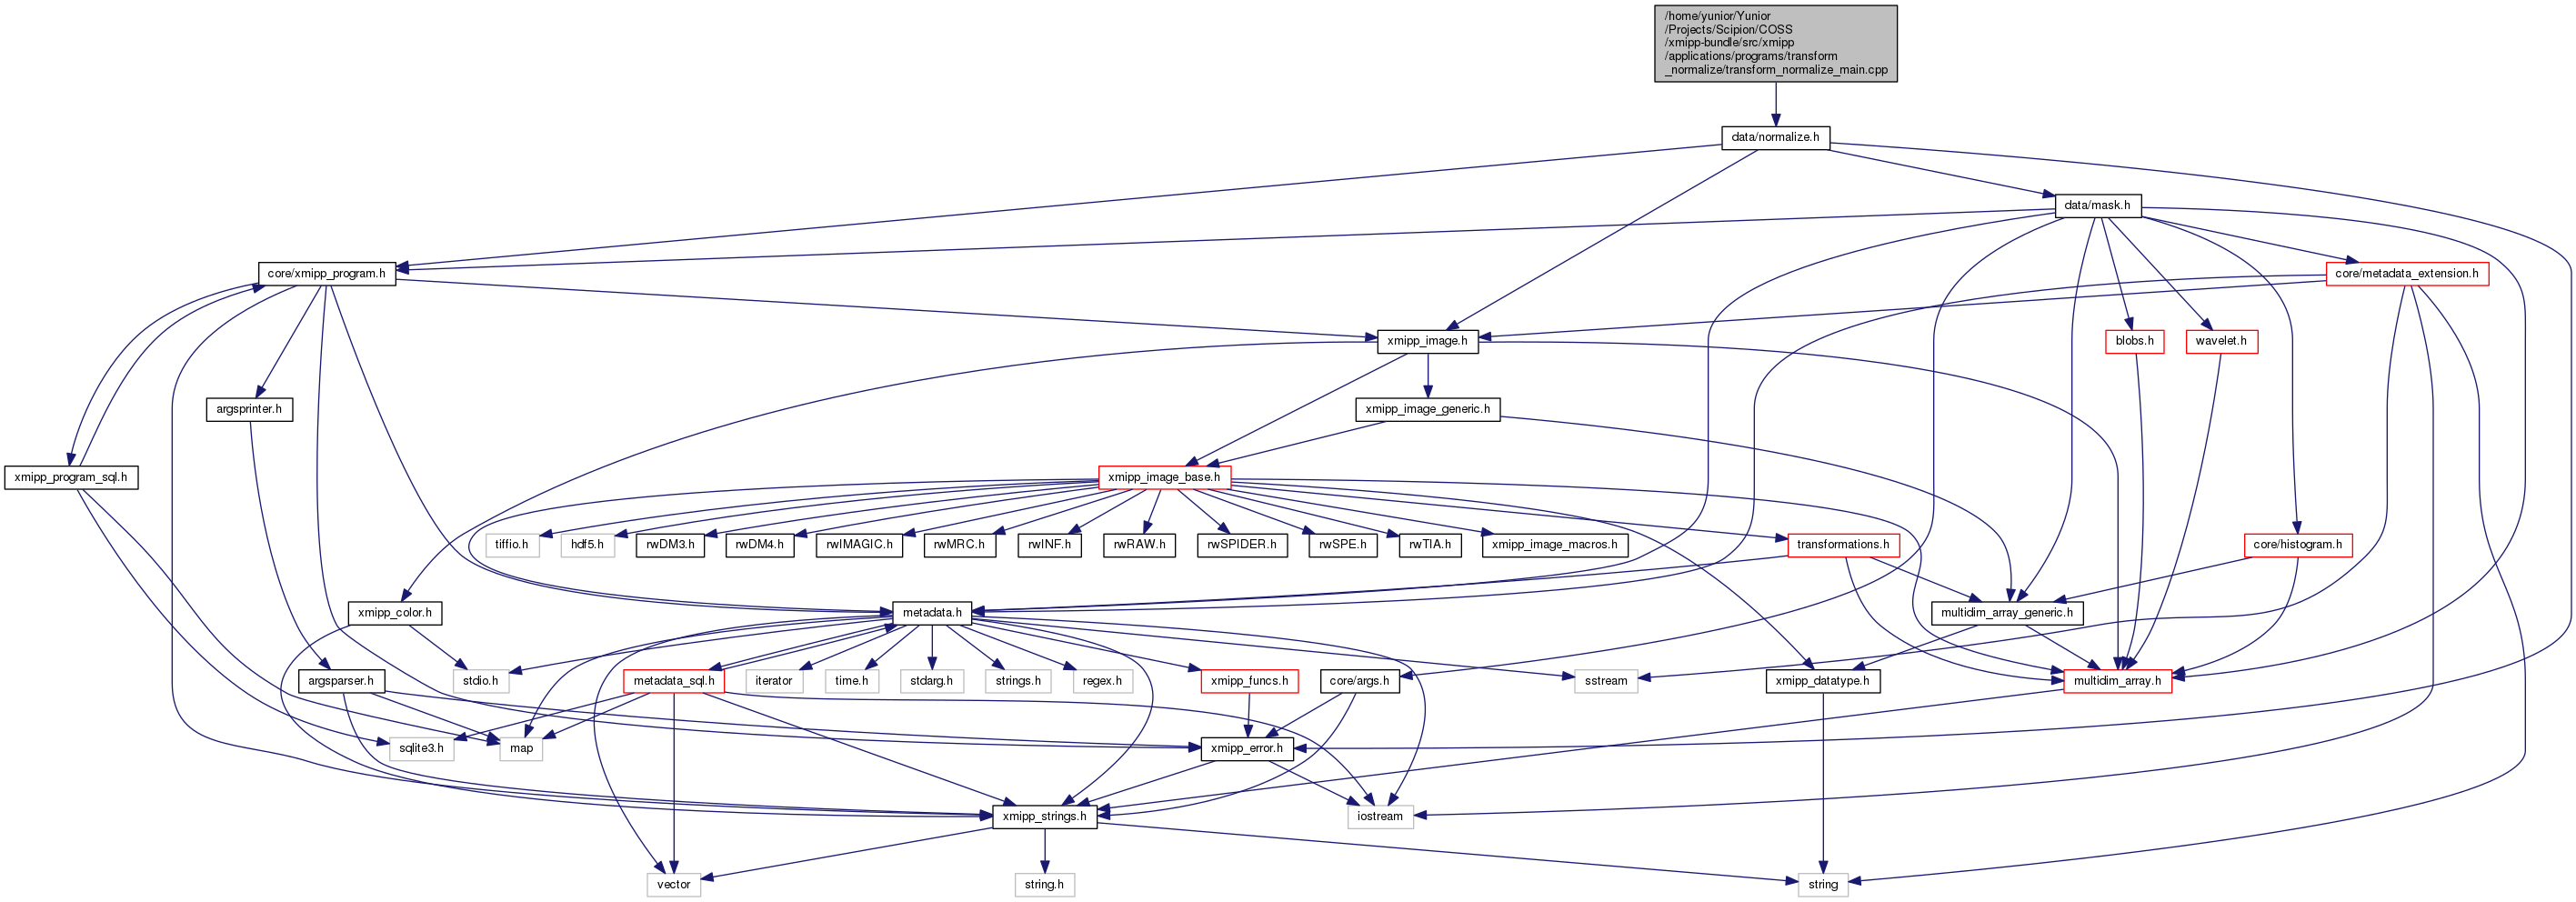 /home/yunior/Yunior
/Projects/Scipion/COSS
/xmipp-bundle/src/xmipp
/applications/programs/transform
_normalize/transform_normalize_main.cpp
data/normalize.h
data/mask.h
core/xmipp_program.h
core/metadata_extension.h
xmipp_image.h
blobs.h
wavelet.h
argsprinter.h
xmipp_image_generic.h
xmipp_program_sql.h
xmipp_image_base.h
tiffio.h
hdf5.h
rwDM3.h
rwDM4.h
rwIMAGIC.h
rwMRC.h
rwINF.h
rwRAW.h
rwSPIDER.h
rwSPE.h
rwTIA.h
xmipp_image_macros.h
transformations.h
core/histogram.h
xmipp_color.h
metadata.h
multidim_array_generic.h
argsparser.h
stdio.h
metadata_sql.h
iterator
time.h
stdarg.h
strings.h
regex.h
xmipp_funcs.h
core/args.h
sstream
xmipp_datatype.h
multidim_array.h
sqlite3.h
map
xmipp_error.h
xmipp_strings.h
iostream
vector
string.h
string